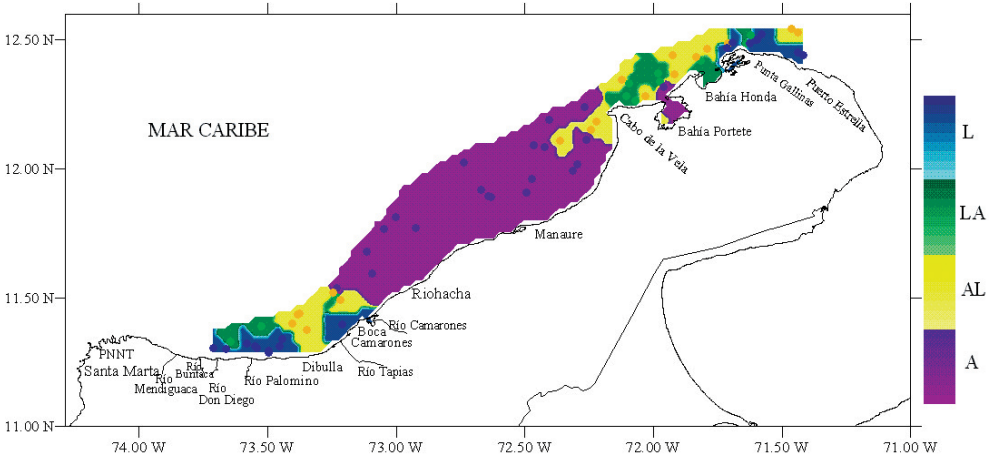 12.50 N
12.00 N
11.50 N
11.00 N
MAR CARIBE
Punta Gallinas
Puerto Estrella
Bahía Honda
Bahía Portete
Cabo de la Vela
Manaure
Riohacha
Río Camarones
Boca
Camarones
Río Tapias
Dibulla
Río Palomino
PNNT
Santa Marta
Río
Buritaca
Río
Mendiguaca
Río
Don Diego
L
LA
AL
A
74.00 W
73.50 W
73.00 W
72.50 W
72.00 W
71.50 W
71.00 W